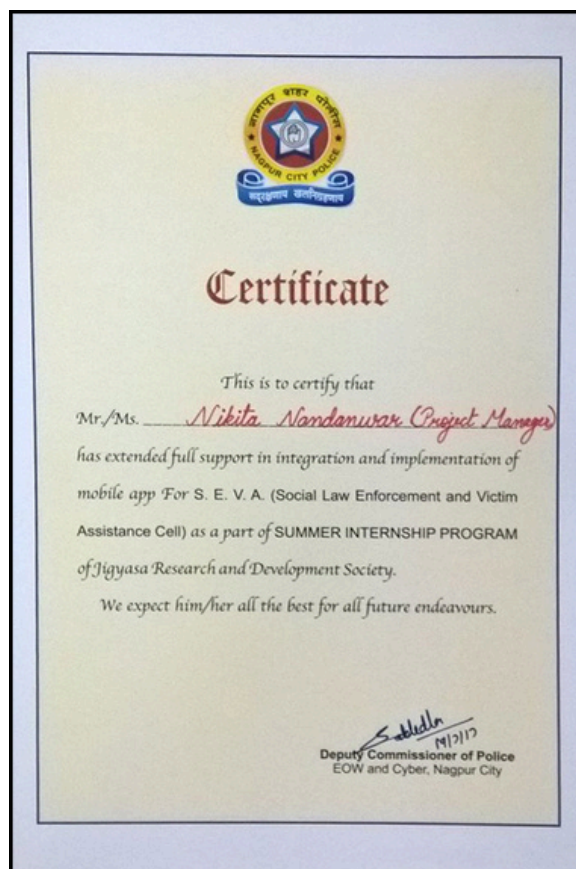 नागपूर शहर पोलीस
NAGPUR CITY POLICE
सद्रक्षणाय खलनिग्रहणाय
Certificate
This is to certify that
Mr./Ms. Nikita Nandanwar (Project Manager)
has extended full support in integration and implementation of
mobile app For S. E. V. A. (Social Law Enforcement and Victim
Assistance Cell) as a part of SUMMER INTERNSHIP PROGRAM
of Jigyasa Research and Development Society.
We expect him/her all the best for all future endeavours.
19/7/17
Deputy Commissioner of Police
EOW and Cyber, Nagpur City